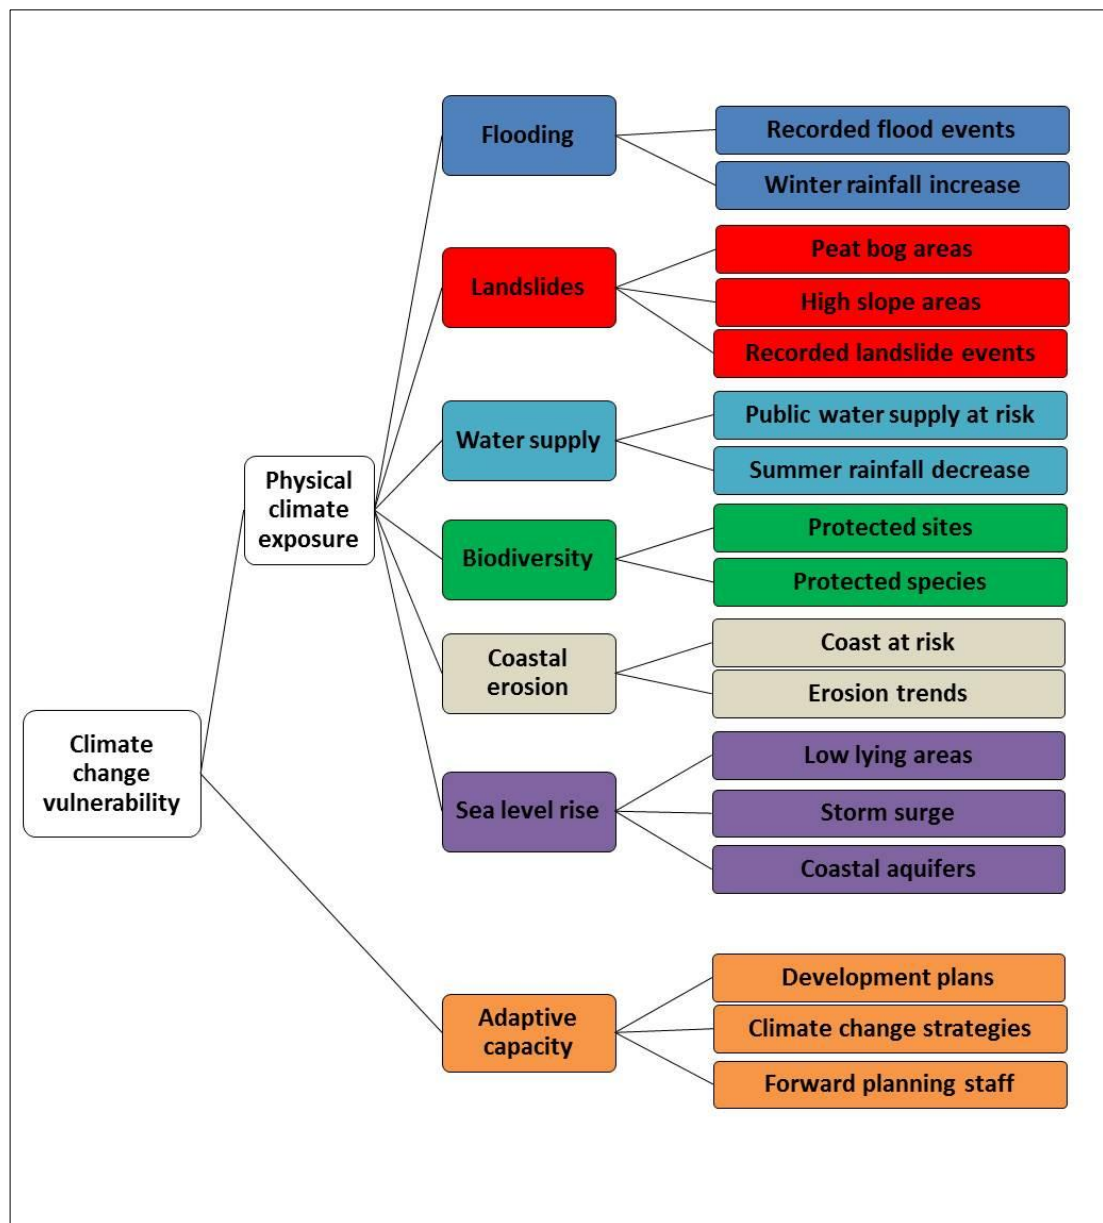 Flooding
Recorded flood events
Winter rainfall increase
Landslides
Peat bog areas
High slope areas
Recorded landslide events
Water supply
Public water supply at risk
Summer rainfall decrease
Physical
climate
exposure
Biodiversity
Protected sites
Protected species
Coastal
erosion
Coast at risk
Erosion trends
Climate
change
vulnerability
Sea level rise
Low lying areas
Storm surge
Coastal aquifers
Adaptive
capacity
Development plans
Climate change strategies
Forward planning staff